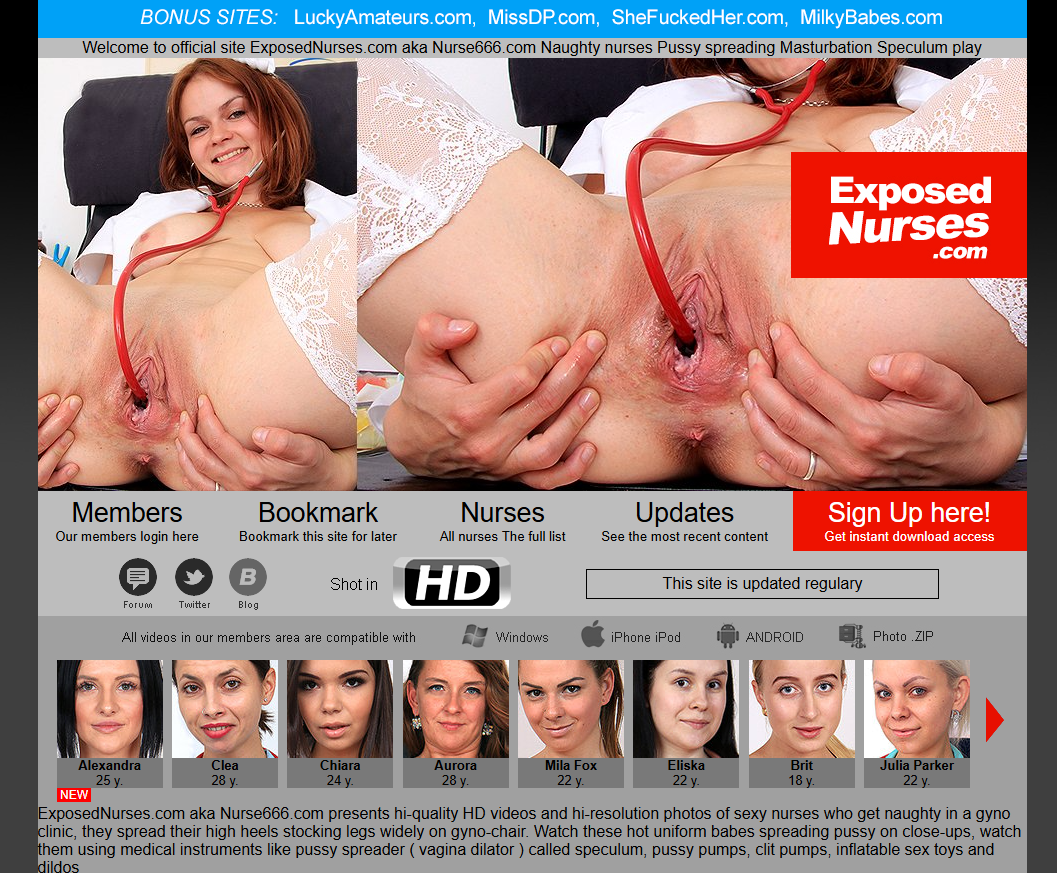 BONUS SITES: LuckyAmateurs.com, MissDP.com, SheFuckedHer.com, MilkyBabes.com
Welcome to official site ExposedNurses.com aka Nurse666.com Naughty nurses Pussy spreading Masturbation Speculum play
Exposed
Nurses
.com
Members Bookmark Nurses Updates Sign Up here!
Our members login here Bookmark this site for later All nurses The full list See the most recent content Get instant download access
Shot in HD This site is updated regulary
B
Forum Twitter Blog
All videos in our members area are compatible with Windows iPhone iPod ANDROID Photo .ZIP
Alexandra Clea Chiara Aurora Mila Fox Eliska Brit Julia Parker
25 y. 28 y. 24 y. 28 y. 22 y. 22 y. 18 y. 22 y.
NEW
ExposedNurses.com aka Nurse666.com presents hi-quality HD videos and hi-resolution photos of sexy nurses who get naughty in a gyno
clinic, they spread their high heels stocking legs widely on gyno-chair. Watch these hot uniform babes spreading pussy on close-ups, watch
them using medical instruments like pussy spreader ( vagina dilator ) called speculum, pussy pumps, clit pumps, inflatable sex toys and
dildos